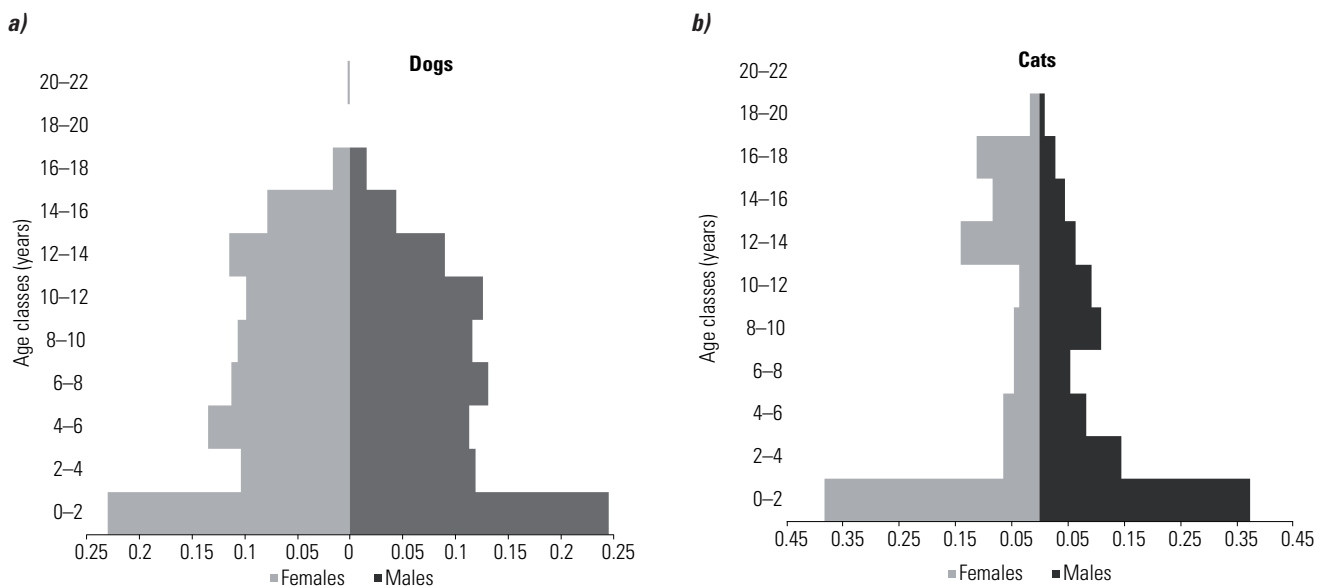 a)
Dogs
Age classes (years)
20–22
18–20
16–18
14–16
12–14
10–12
8–10
6–8
4–6
2–4
0–2
0.25 0.2 0.15 0.1 0.05 0 0.05 0.1 0.15 0.2 0.25
Females Males
b)
Cats
Age classes (years)
20–22
18–20
16–18
14–16
12–14
10–12
8–10
6–8
4–6
2–4
0–2
0.45 0.35 0.25 0.15 0.05 0.05 0.15 0.25 0.35 0.45
Females Males